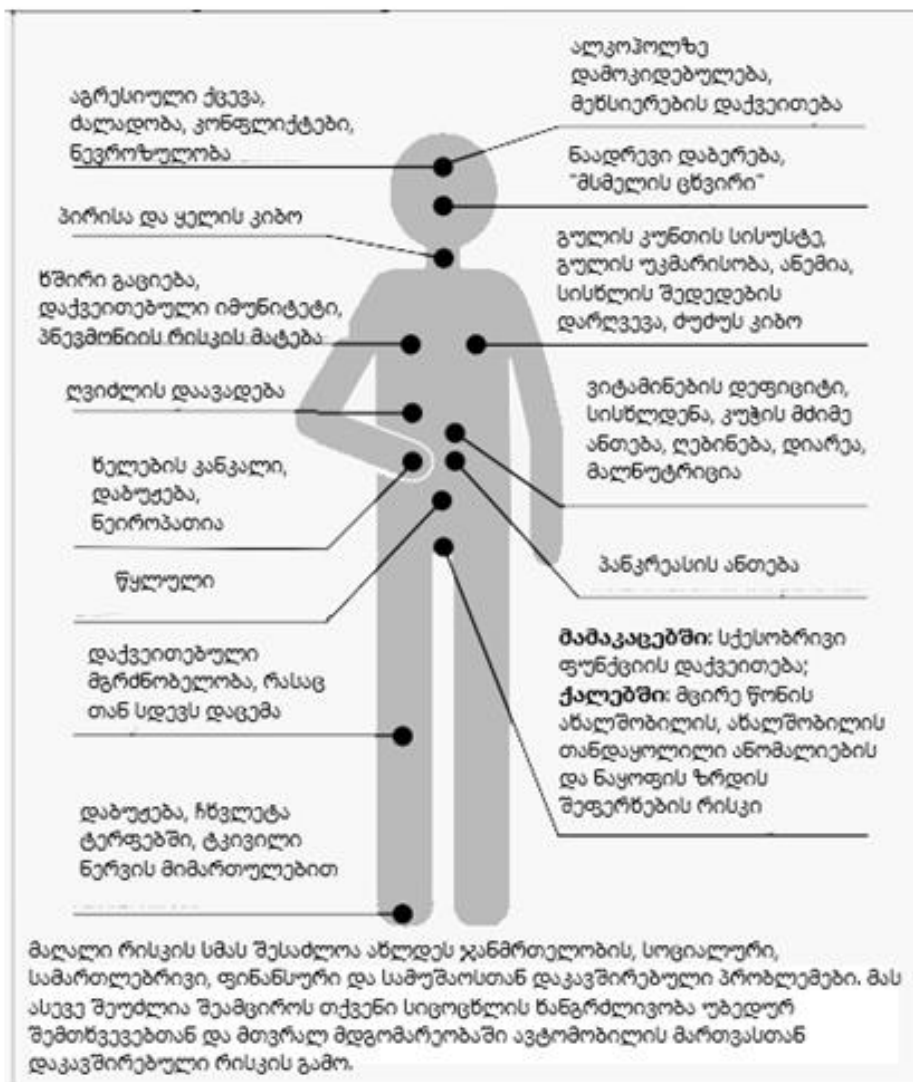 აგრესიული ქცევა,
ძალადობა, კონფლიქტები,
ნევროზულობა
პირისა და ყელის კიბო
ხშირი გაციება,
დაქვეითებული იმუნიტეტი,
პნევმონიის რისკის მატება
ღვიძლის დაავადება
ხელების კანკალი,
დაბუჟება,
ნეიროპათია
წყლული
დაქვეითებული
მგრძნობელობა, რასაც
თან სდევს დაცემა
დაბუჟება, ჩხვლეტა
ტერფებში, ტკივილი
ნერვის მიმართულებით
ალკოჰოლზე
დამოკიდებულება,
მეხსიერების დაქვეითება
ნაადრევი დაბერება,
"მსმელის ცხვირი"
გულის კუნთის სისუსტე,
გულის უკმარისობა, ანემია,
სისხლის შედედების
დარღვევა, ძუძუს კიბო
ვიტამინების დეფიციტი,
სისხლდენა, კუჭის მძიმე
ანთება, ღებინება, დიარეა,
მალნუტრიცია
პანკრეასის ანთება
მამაკაცებში: სქესობრივი
ფუნქციის დაქვეითება;
ქალებში: მცირე წონის
ახალშობილის, ახალშობილის
თანდაყოლილი ანომალიების
და ნაყოფის ზრდის
შეფერხების რისკი
მაღალი რისკის სმას შესაძლოა ახლდეს ჯანმრთელობის, სოციალური,
სამართლებრივი, ფინანსური და სამუშაოსთან დაკავშირებული პრობლემები. მას
ასევე შეუძლია შეამციროს თქვენი სიცოცხლის ხანგრძლივობა უბედურ
შემთხვევებთან და მთვრალ მდგომარეობაში ავტომობილის მართვასთან
დაკავშირებული რისკის გამო.